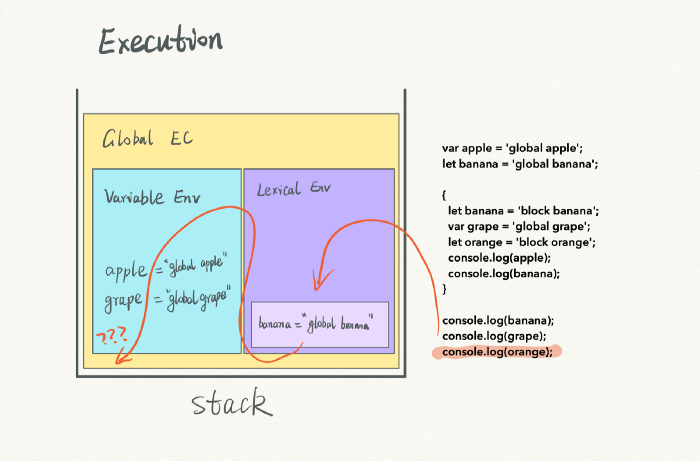 Execution
Global EC
Variable Env
Lexical Env
apple = "global apple"
grape = "global grape"
???
banana = "global banana"
stack
var apple = 'global apple';
let banana = 'global banana';
{
let banana = 'block banana';
var grape = 'global grape';
let orange = 'block orange';
console.log(apple);
console.log(banana);
}
console.log(banana);
console.log(grape);
console.log(orange);